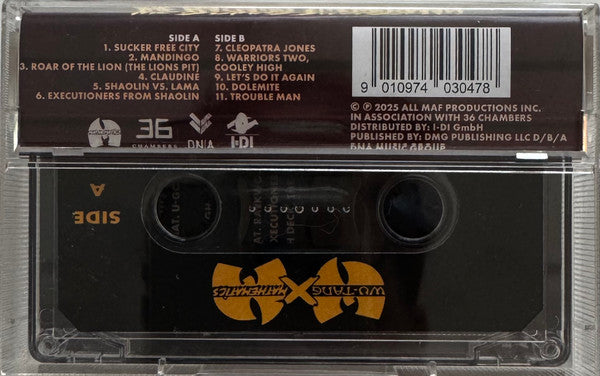 SIDE A
1. SUCKER FREE CITY
2. MANDINGO
3. ROAR OF THE LION (THE LIONS PIT)
4. CLAUDINE
5. SHAOLIN VS. LAMA
6. EXECUTIONERS FROM SHAOLIN
SIDE B
7. CLEOPATRA JONES
8. WARRIORS TWO,
COOLEY HIGH
9. LET'S DO IT AGAIN
10. DOLEMITE
11. TROUBLE MAN
9 010974 030478
36
CHAMBERS
DNA
I-DI
© ℗ 2025 ALL MAF PRODUCTIONS INC.
IN ASSOCIATION WITH 36 CHAMBERS
DISTRIBUTED BY: I-DI GmbH
PUBLISHED BY: DMG PUBLISHING LLC D/B/A
DNA MUSIC GROUP
SIDE
A
WU-TANG
X
MATHEMATICS